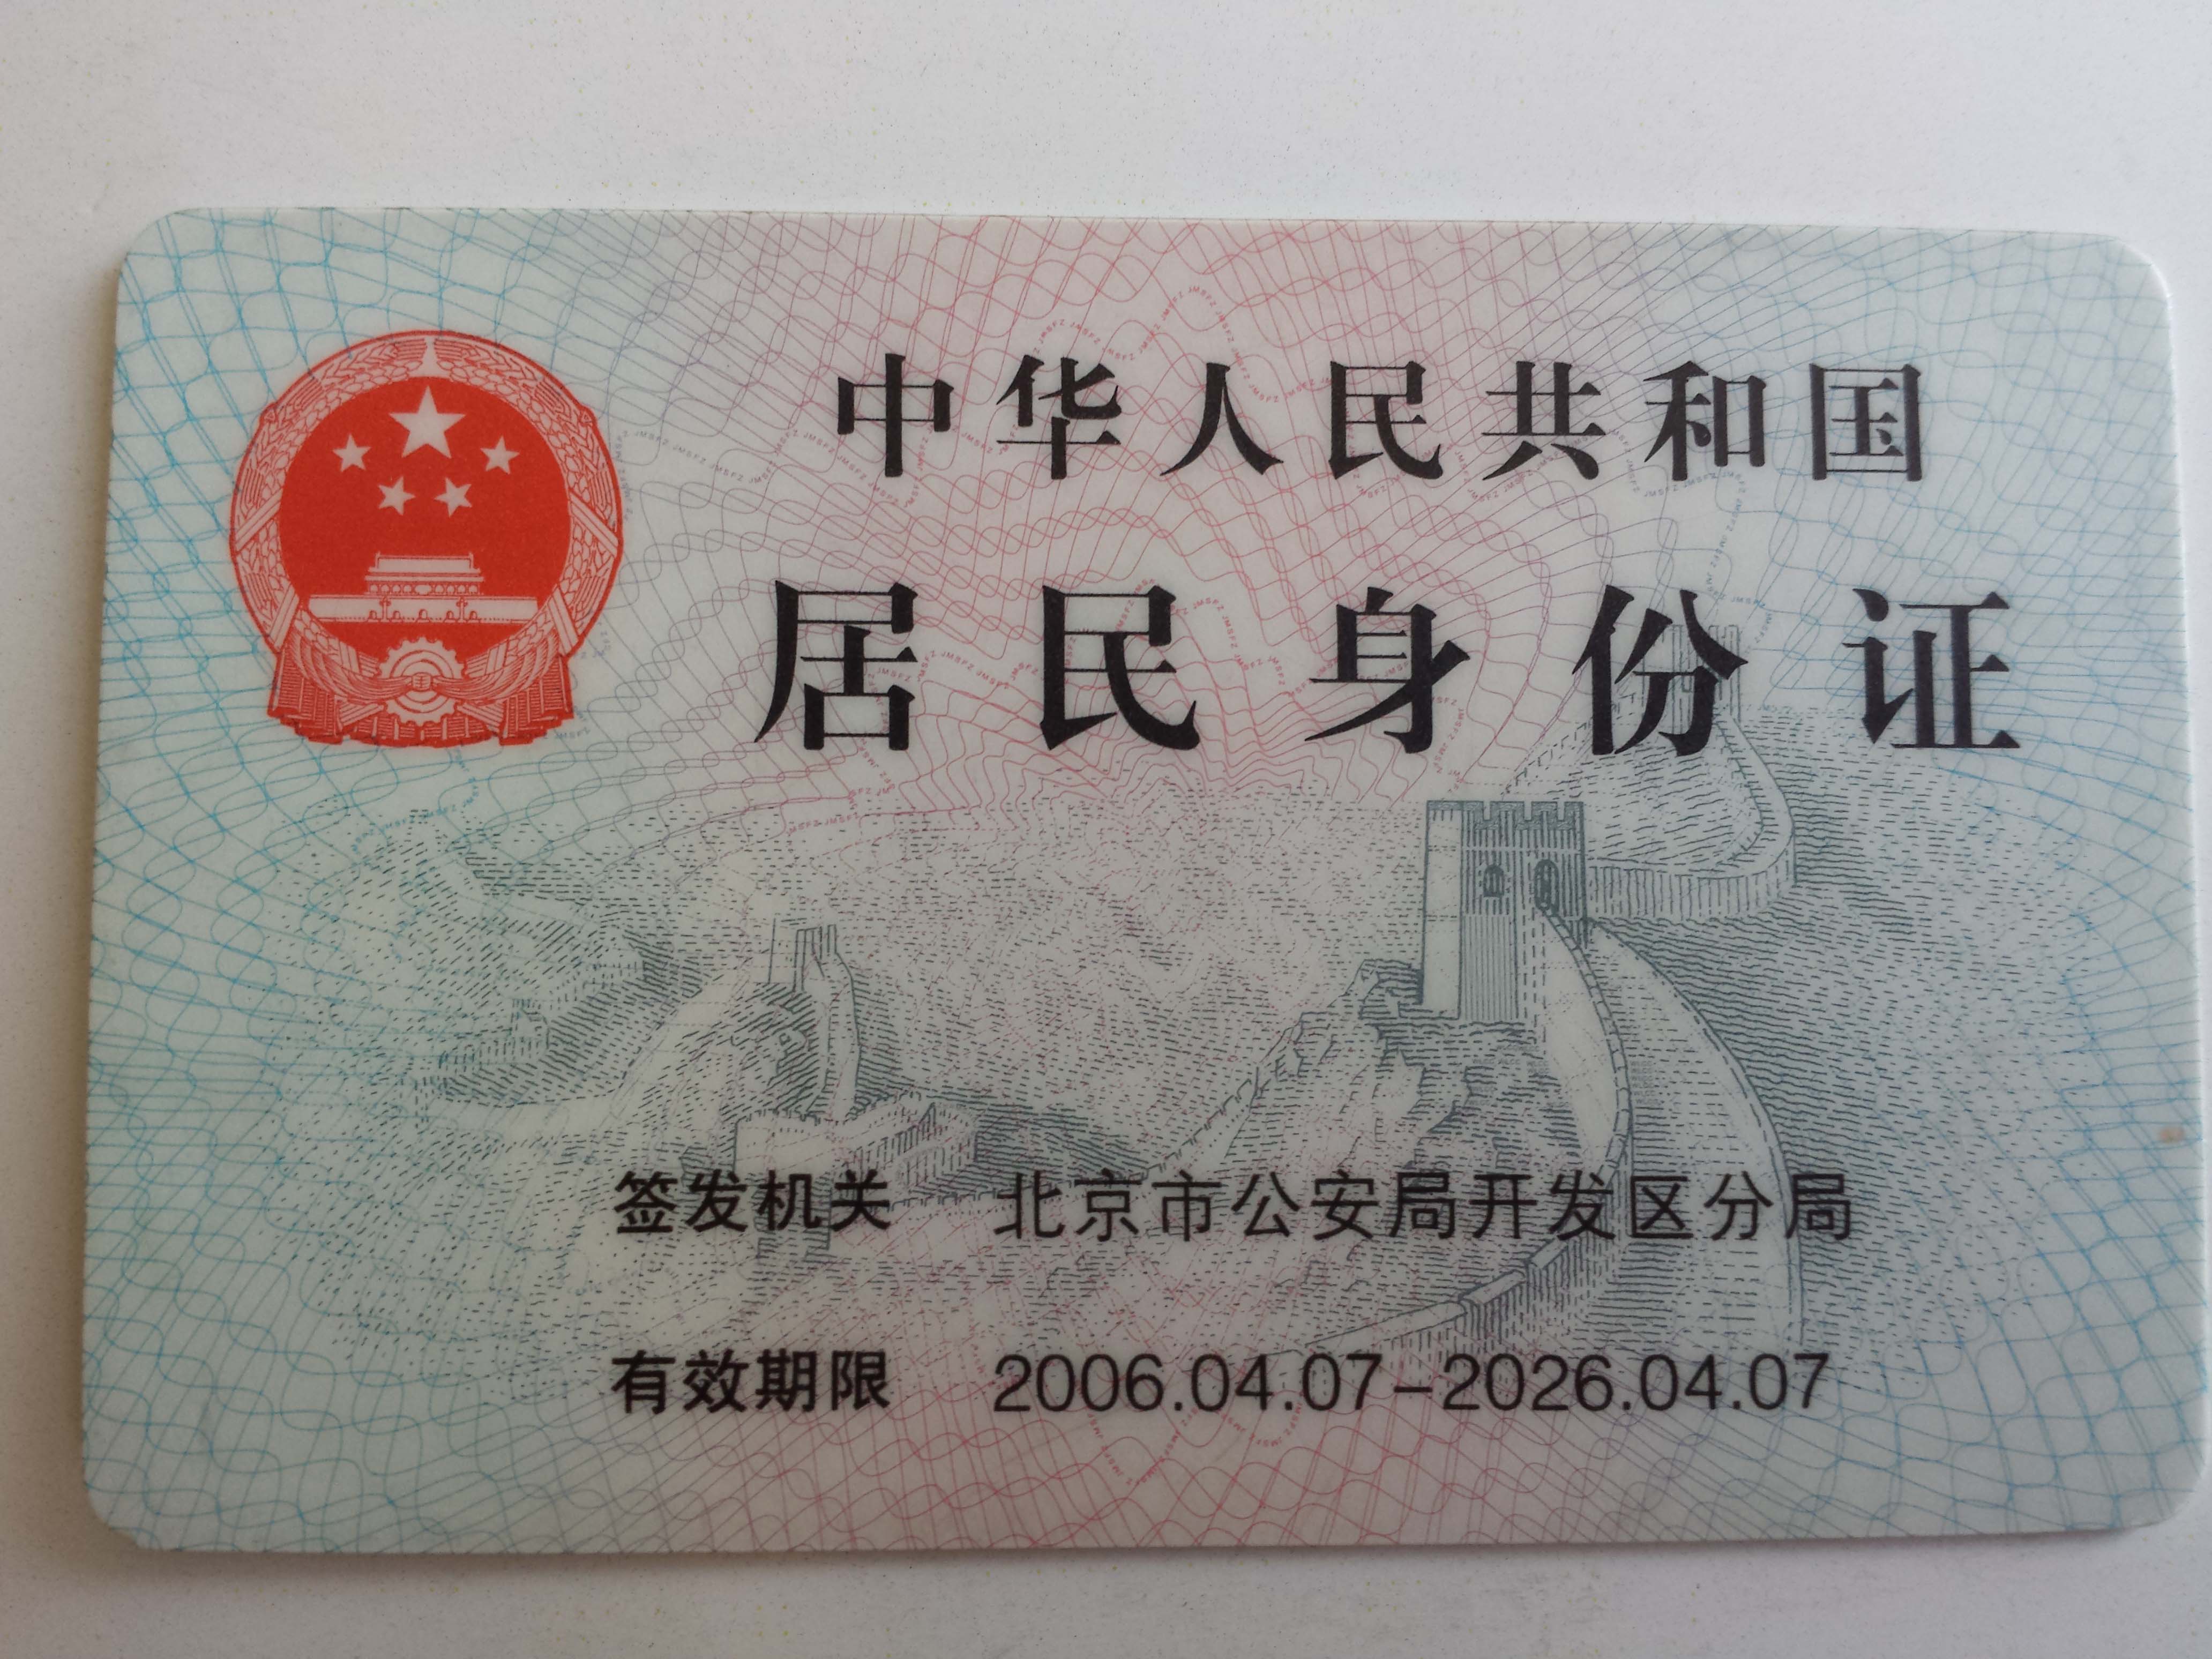 中华人民共和国
居民身份证
签发机关 北京市公安局开发区分局
有效期限 2006.04.07-2026.04.07